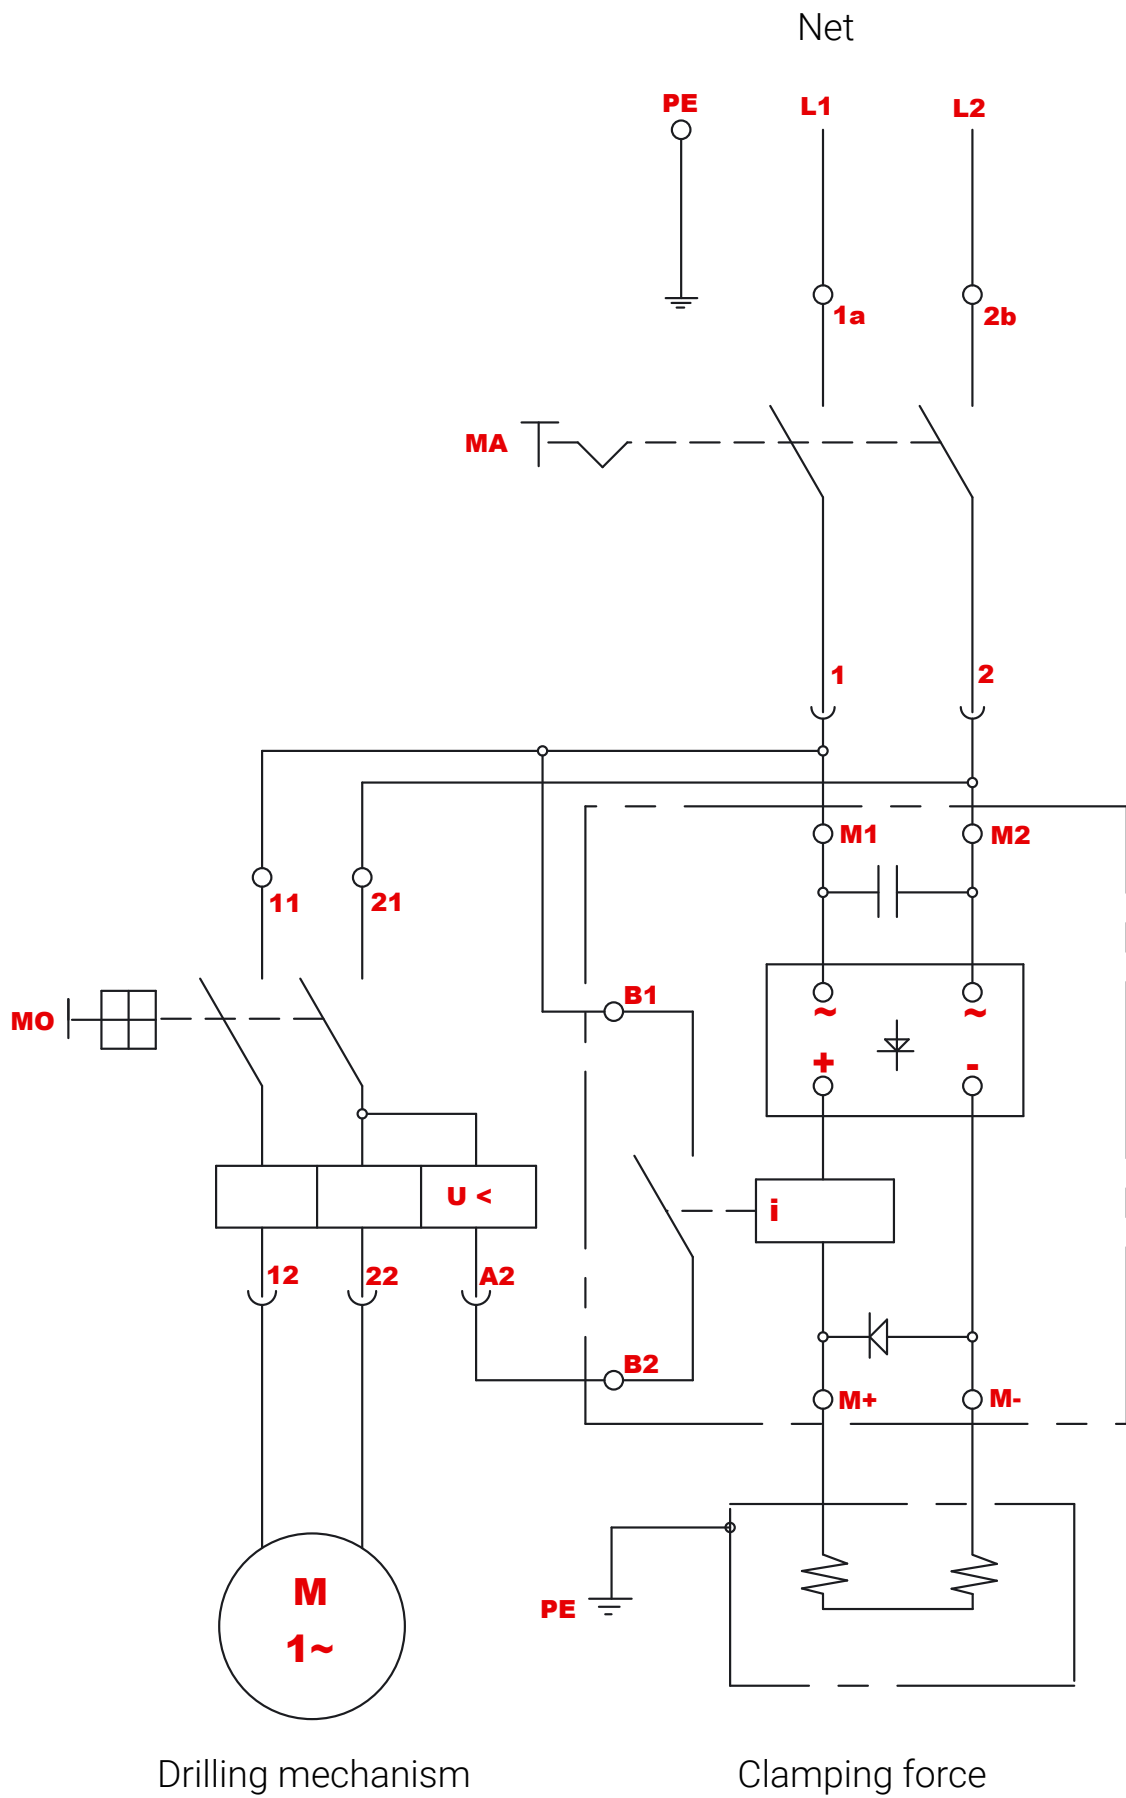 Net
PE L1 L2
1a 2b
MA
1 2
M1 M2
11 21
B1
~ ~
MO
+ -
U < i
12 22 A2
B2
M+ M-
M
1~
PE
Drilling mechanism Clamping force